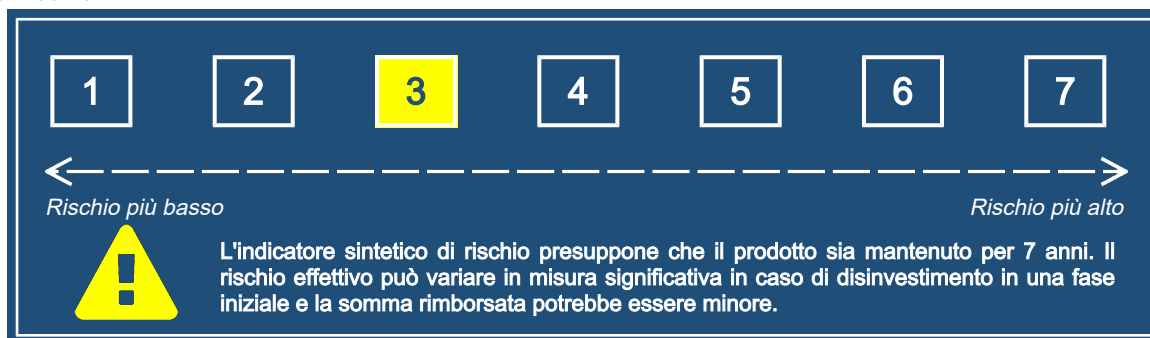 1 2 3 4 5 6 7
Rischio più basso Rischio più alto
L'indicatore sintetico di rischio presuppone che il prodotto sia mantenuto per 7 anni. Il
rischio effettivo può variare in misura significativa in caso di disinvestimento in una fase
iniziale e la somma rimborsata potrebbe essere minore.